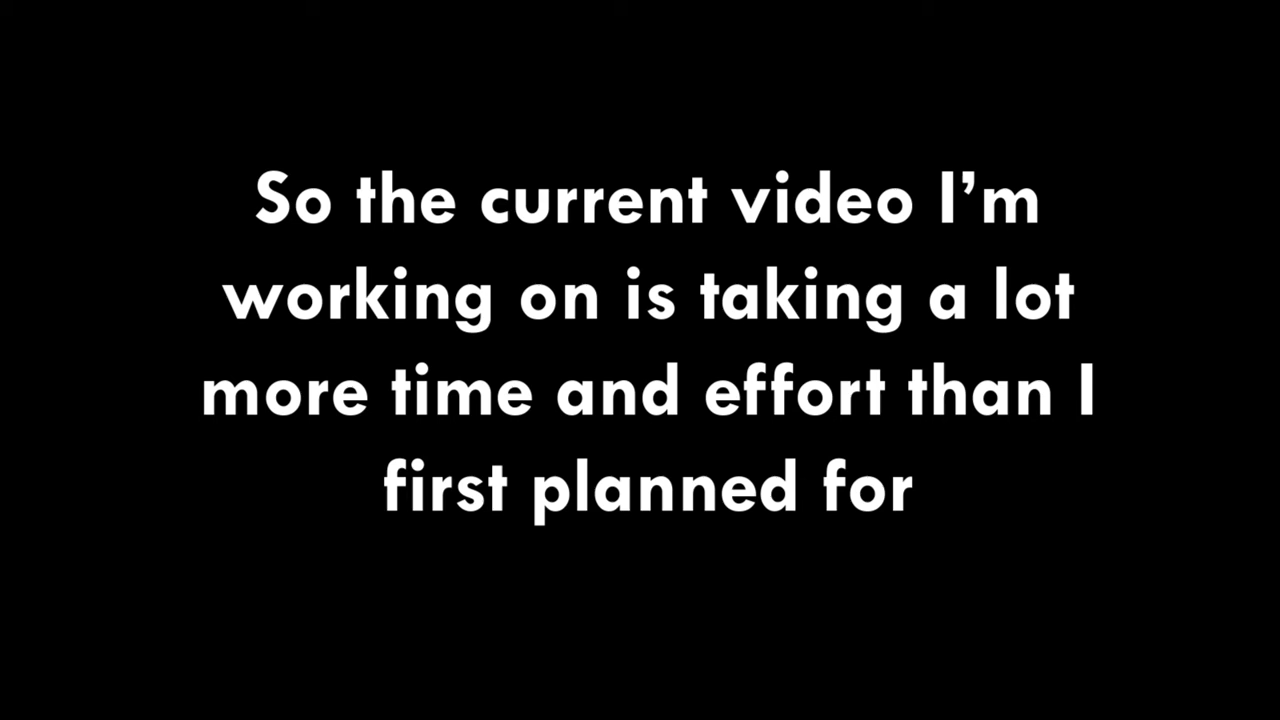 So the current video I’m
working on is taking a lot
more time and effort than I
first planned for